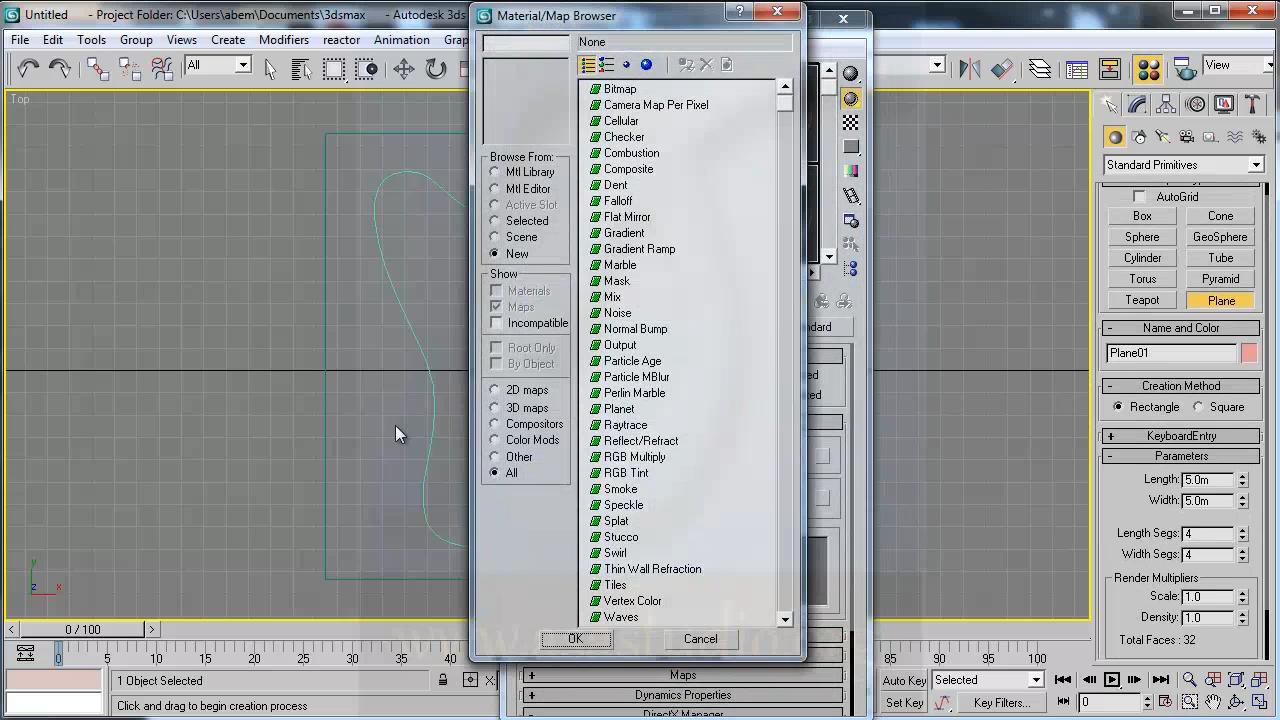 Untitled - Project Folder: C:\Users\abem\Documents\3dsmax - Autodesk 3ds
Material/Map Browser
File Edit Group Views Create Modifiers reactor Animation
None
All
View
Top
Bitmap
Camera Map Per Pixel
Cellular
Checker
Combustion
Composite
Dent
Falloff
Flat Mirror
Gradient
Gradient Ramp
Marble
Mask
Mix
Noise
Normal Bump
Output
Particle Age
Particle MBlur
Perlin Marble
Planet
Raytrace
Reflect/Refract
RGB Multiply
RGB Tint
Smoke
Speckle
Splat
Stucco
Swirl
Thin Wall Refraction
Tiles
Vertex Color
Waves
Browse From:
Mtl Library
Mtl Editor
Active Slot
Selected
Scene
New
Show
Materials
Maps
Incompatible
Root Only
By Object
2D maps
3D maps
Compositors
Color Mods
Other
All
OK
Cancel
Standard Primitives
AutoGrid
Box Cone
Sphere GeoSphere
Cylinder Tube
Torus Pyramid
Teapot Plane
- Name and Color
Plane01
- Creation Method
Rectangle Square
+ KeyboardEntry
- Parameters
Length: 5.0m
Width: 5.0m
Length Segs: 4
Width Segs: 4
Render Multipliers
Scale: 1.0
Density: 1.0
Total Faces : 32
y
z x
< 0 / 100 >
0 5 10 15 20 25 30 35 40 85 90 95 100
1 Object Selected
Click and drag to begin creation process
+ Maps
+ Dynamics Properties
DirectX Manager
Auto Key Selected
Set Key Key Filters... 0